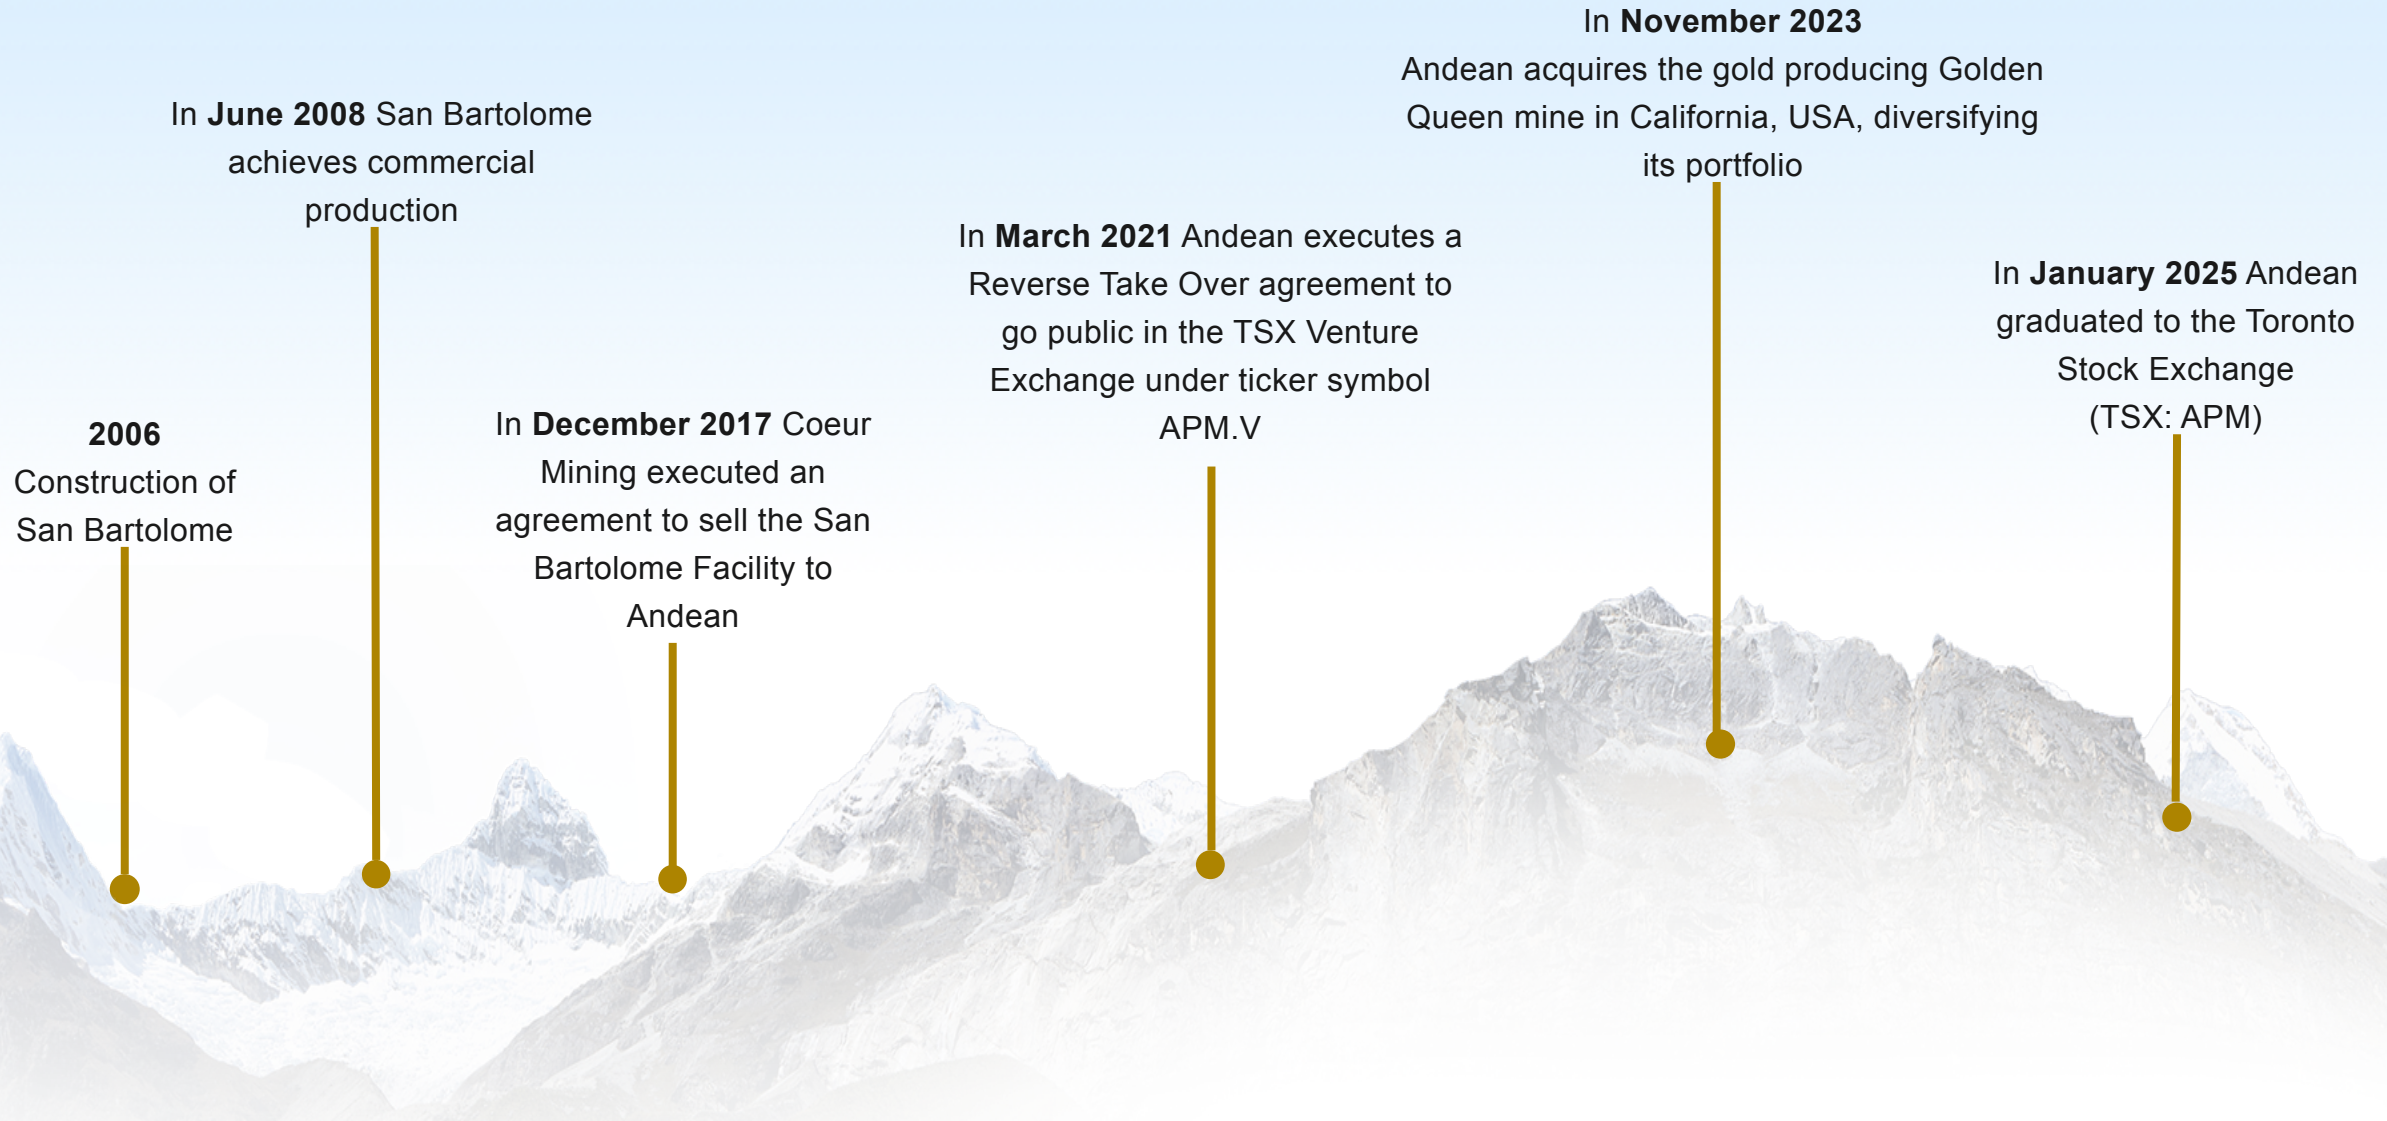 2006
Construction of
San Bartolome
In June 2008 San Bartolome
achieves commercial
production
In December 2017 Coeur
Mining executed an
agreement to sell the San
Bartolome Facility to
Andean
In March 2021 Andean executes a
Reverse Take Over agreement to
go public in the TSX Venture
Exchange under ticker symbol
APM.V
In November 2023
Andean acquires the gold producing Golden
Queen mine in California, USA, diversifying
its portfolio
In January 2025 Andean
graduated to the Toronto
Stock Exchange
(TSX: APM)